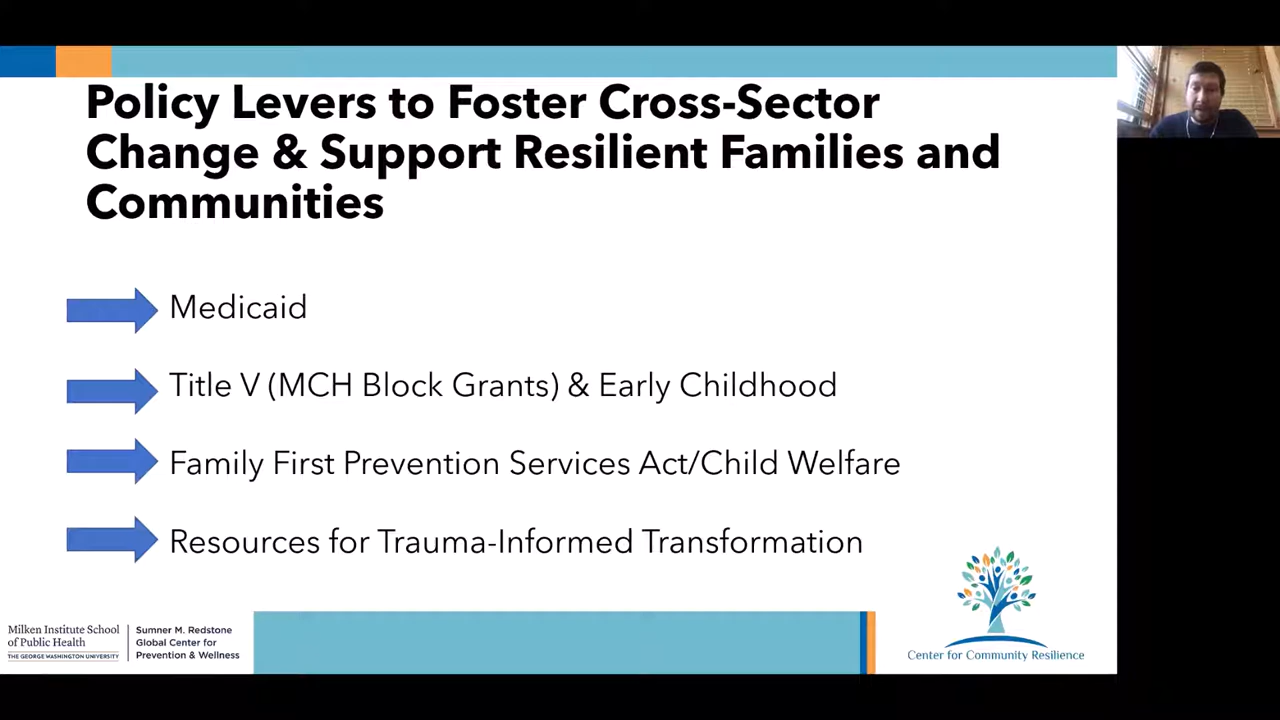 Policy Levers to Foster Cross-Sector
Change & Support Resilient Families and
Communities
Medicaid
Title V (MCH Block Grants) & Early Childhood
Family First Prevention Services Act/Child Welfare
Resources for Trauma-Informed Transformation
Milken Institute School
of Public Health
THE GEORGE WASHINGTON UNIVERSITY
Sumner M. Redstone
Global Center for
Prevention & Wellness
Center for Community Resilience